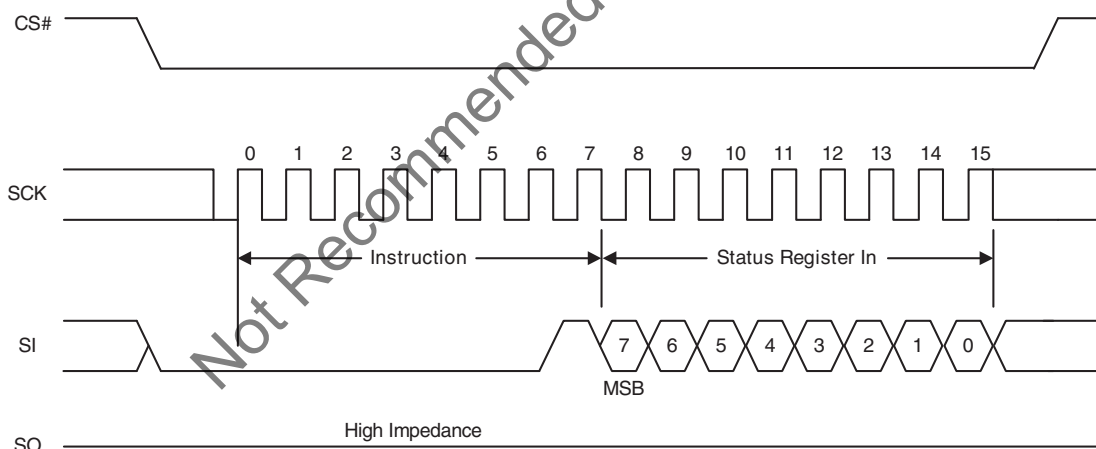 CS#
0 1 2 3 4 5 6 7 8 9 10 11 12 13 14 15
SCK
Instruction
Status Register In
SI
7 6 5 4 3 2 1 0
MSB
High Impedance
SO
Not Recommended